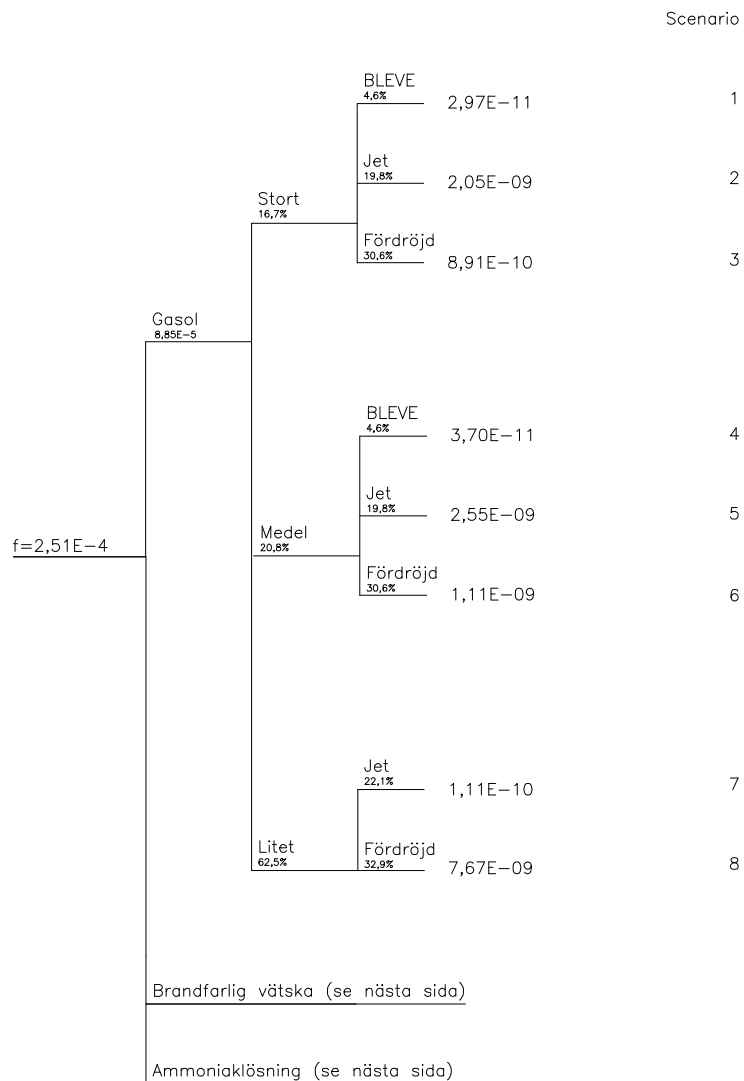 Scenario
BLEVE
4,6%
2,97E-11
1
Jet
19,8%
2,05E-09
2
Stort
16,7%
Fördröjd
30,6%
8,91E-10
3
Gasol
8,85E-5
BLEVE
4,6%
3,70E-11
4
Jet
19,8%
2,55E-09
5
f=2,51E-4
Medel
20,8%
Fördröjd
30,6%
1,11E-09
6
Jet
22,1%
1,11E-10
7
Litet
62,5%
Fördröjd
32,9%
7,67E-09
8
Brandfarlig vätska (se nästa sida)
Ammoniaklösning (se nästa sida)